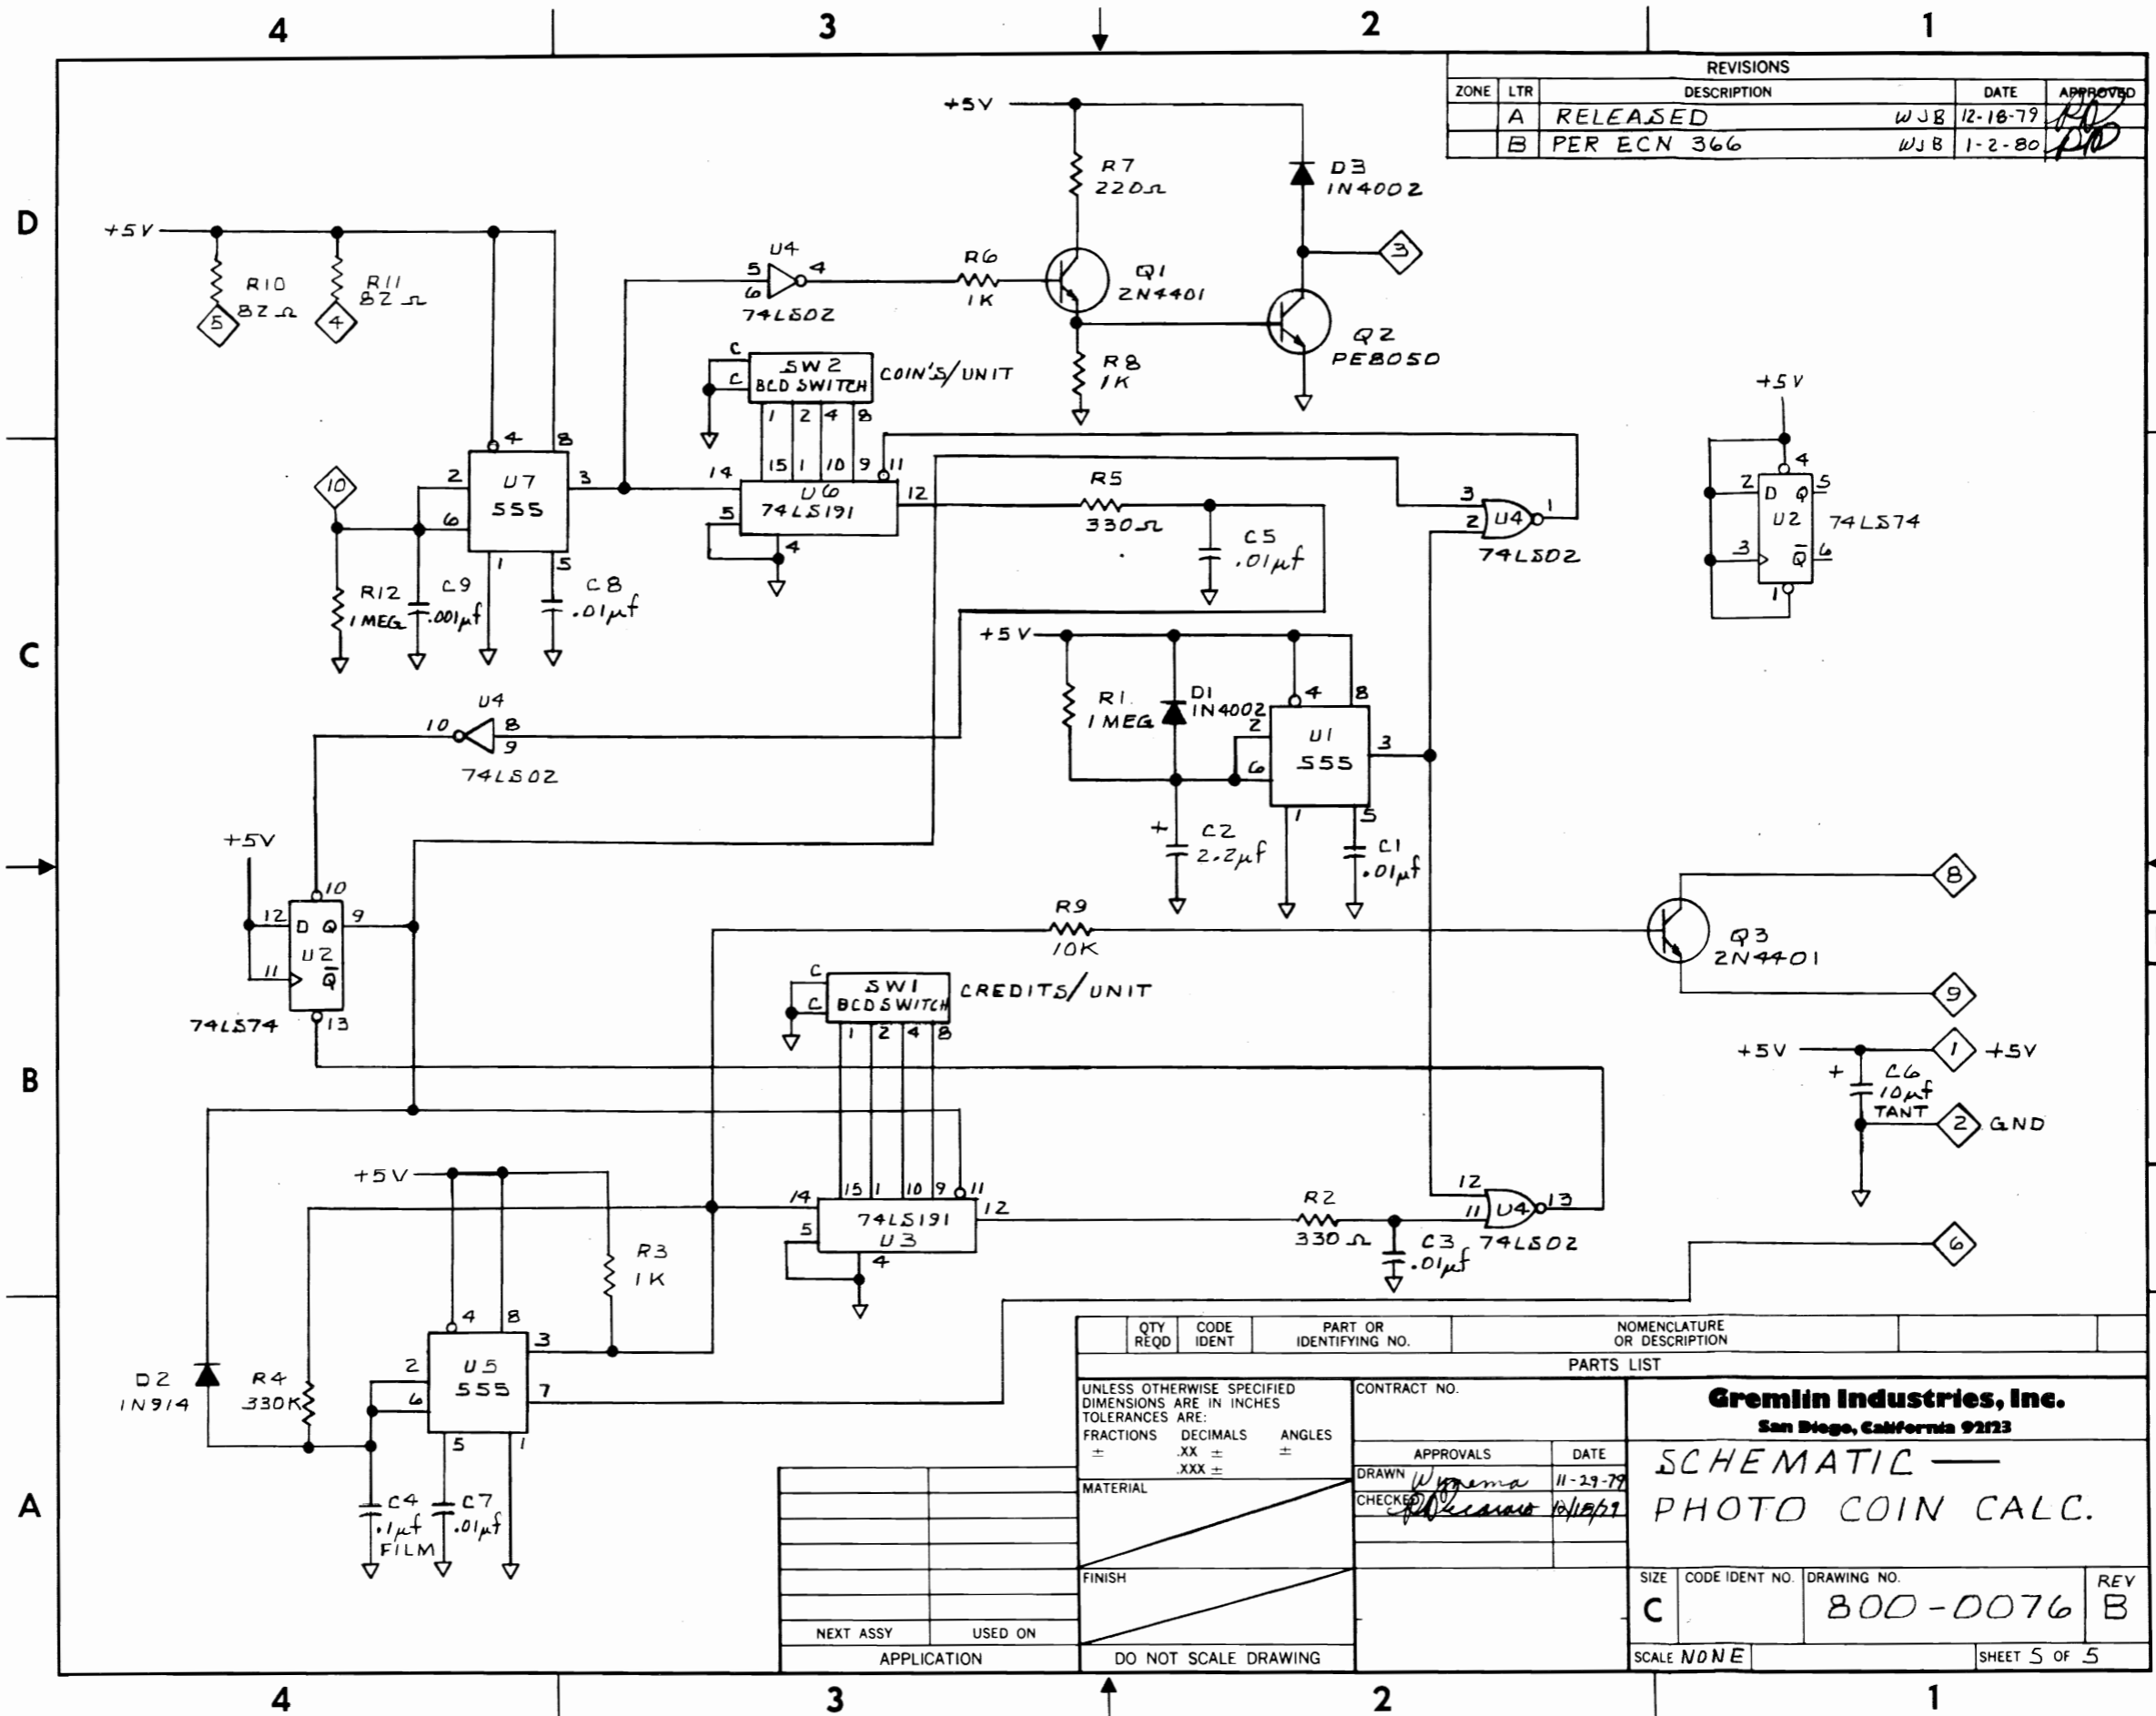 4 3 2 1
REVISIONS
ZONE LTR DESCRIPTION DATE APPROVED
A RELEASED WJB 12-18-79
B PER ECN 366 WJB 1-2-80
D
C
B
A
+5V
R7
220Ω
D3
1N4002
3
+5V
R10
82Ω
5
R11
82Ω
4
U4
5
6
4
74LS02
R6
1K
Q1
2N4401
R8
1K
Q2
PE8050
C
C
SW2
BCD SWITCH
COIN'S/UNIT
1 2 4 8
+5V
4
2 D Q 5
U2
74LS74
3 Q̅ 6
1
10
4 8
2 U7 3
6 555
1 5
R12
1 MEG
C9
.001µf
C8
.01µf
14 15 1 10 9 11
U6 12
5 74LS191
4
R5
330Ω
C5
.01µf
3
2
U4
1
74LS02
+5V
R1
1 MEG
D1
1N4002
4 8
2 U1 3
6 555
1 5
+ C2
2.2µf
C1
.01µf
U4
10 8
9
74LS02
+5V
10
12 D Q 9
U2
11 Q̅
74LS74 13
R9
10K
Q3
2N4401
8
9
C
C
SW1
BCD SWITCH
CREDITS/UNIT
1 2 4 8
+5V 1 +5V
+ C6
10µf
TANT
2 GND
6
+5V
14 15 1 10 9 11
74LS191 12
5 U3
4
R3
1K
R2
330Ω
C3
.01µf
12
11
U4
13
74LS02
D2
1N914
R4
330K
4 8
U5 3
2 555
6 7
5 1
C4
.1µf
FILM
C7
.01µf
QTY REQD CODE IDENT PART OR IDENTIFYING NO. NOMENCLATURE OR DESCRIPTION
PARTS LIST
UNLESS OTHERWISE SPECIFIED
DIMENSIONS ARE IN INCHES
TOLERANCES ARE:
FRACTIONS DECIMALS ANGLES
± .XX ± ±
.XXX ±
MATERIAL
FINISH
DO NOT SCALE DRAWING
CONTRACT NO.
APPROVALS DATE
DRAWN 11-29-79
CHECKED 12/18/79
NEXT ASSY USED ON
APPLICATION
Gremlin Industries, Inc.
San Diego, California 92123
SCHEMATIC —
PHOTO COIN CALC.
SIZE CODE IDENT NO. DRAWING NO. REV
C 800-0076 B
SCALE NONE SHEET 5 OF 5
4 3 2 1